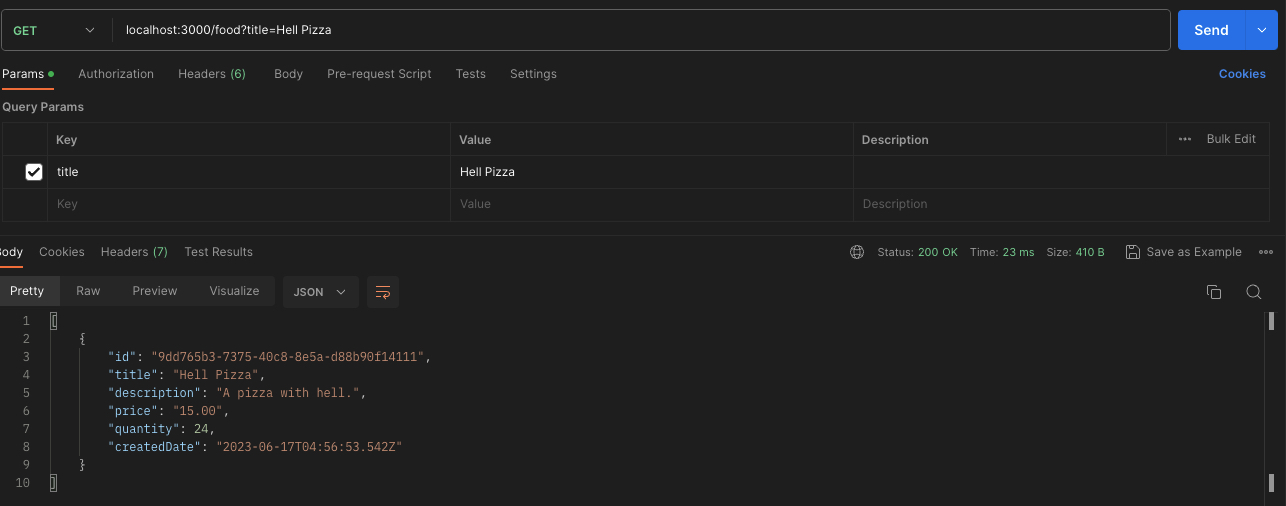 GET localhost:3000/food?title=Hell Pizza Send
Params Authorization Headers (6) Body Pre-request Script Tests Settings Cookies
Query Params
Key Value Description ••• Bulk Edit
title Hell Pizza
Key Value Description
Body Cookies Headers (7) Test Results Status: 200 OK Time: 23 ms Size: 410 B Save as Example •••
Pretty Raw Preview Visualize JSON
1 [
2 {
3 "id": "9dd765b3-7375-40c8-8e5a-d88b90f14111",
4 "title": "Hell Pizza",
5 "description": "A pizza with hell.",
6 "price": "15.00",
7 "quantity": 24,
8 "createdDate": "2023-06-17T04:56:53.542Z"
9 }
10 ]